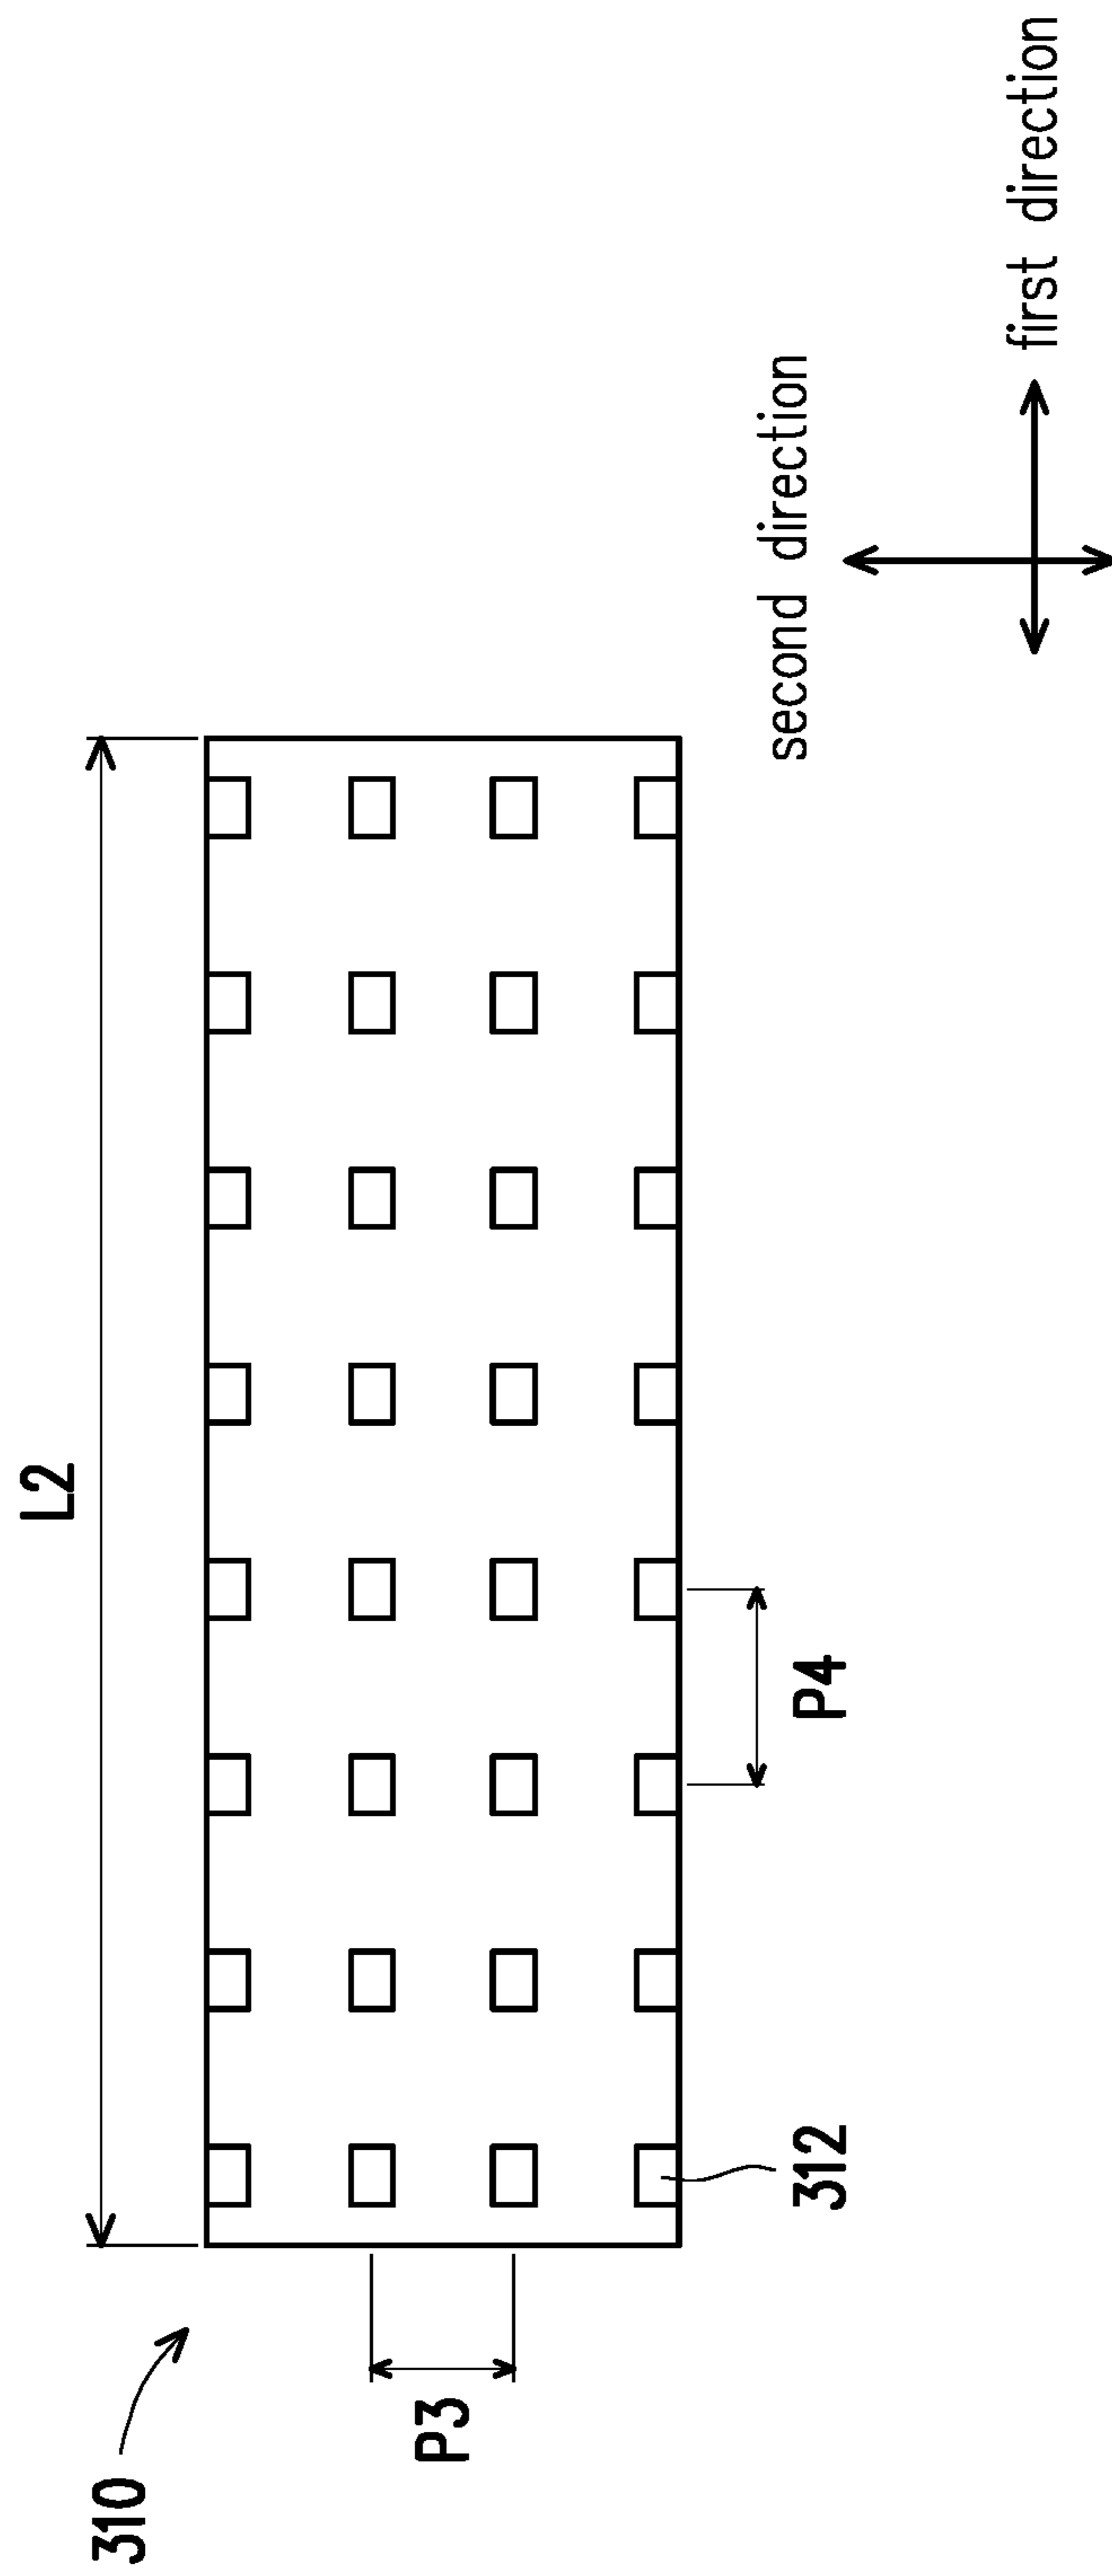 310
L2
P3
312
P4
second direction
first direction